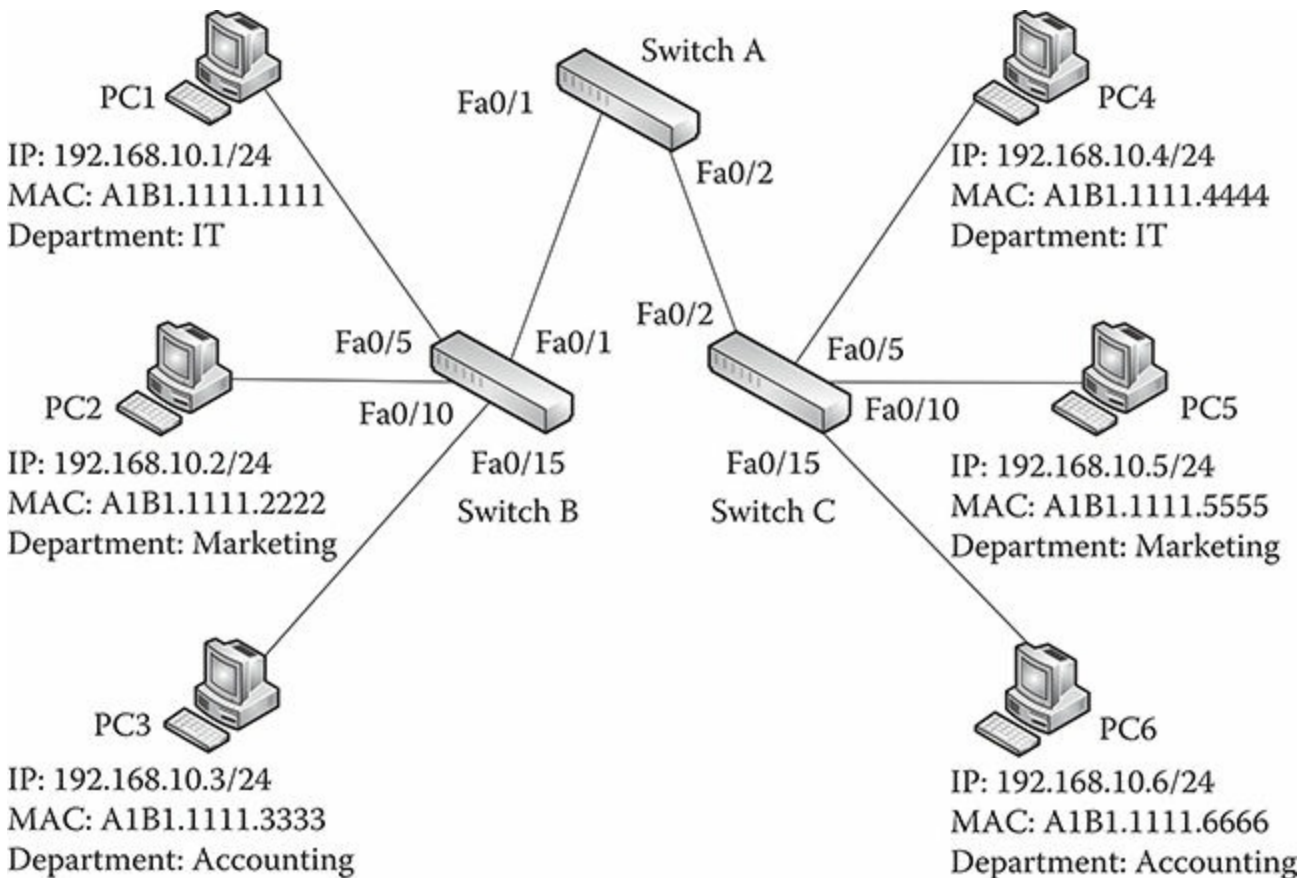 Switch A
Fa0/1
Fa0/2
PC1
IP: 192.168.10.1/24
MAC: A1B1.1111.1111
Department: IT
PC4
IP: 192.168.10.4/24
MAC: A1B1.1111.4444
Department: IT
Fa0/5
Fa0/1
Fa0/10
Fa0/15
Switch B
Fa0/2
Fa0/5
Fa0/10
Fa0/15
Switch C
PC2
IP: 192.168.10.2/24
MAC: A1B1.1111.2222
Department: Marketing
PC5
IP: 192.168.10.5/24
MAC: A1B1.1111.5555
Department: Marketing
PC3
IP: 192.168.10.3/24
MAC: A1B1.1111.3333
Department: Accounting
PC6
IP: 192.168.10.6/24
MAC: A1B1.1111.6666
Department: Accounting